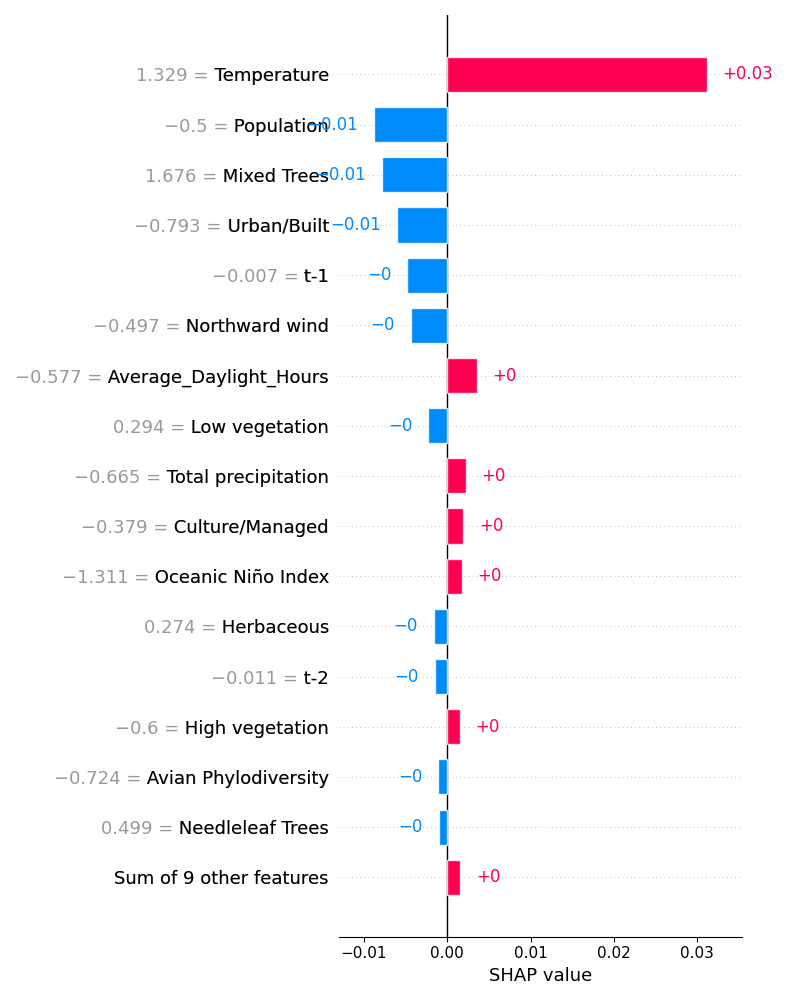 1.329 = Temperature +0.03
−0.5 = Population −0.01
1.676 = Mixed Trees −0.01
−0.793 = Urban/Built −0.01
−0.007 = t-1 −0
−0.497 = Northward wind −0
−0.577 = Average_Daylight_Hours +0
0.294 = Low vegetation −0
−0.665 = Total precipitation +0
−0.379 = Culture/Managed +0
−1.311 = Oceanic Niño Index +0
0.274 = Herbaceous −0
−0.011 = t-2 −0
−0.6 = High vegetation +0
−0.724 = Avian Phylodiversity −0
0.499 = Needleleaf Trees −0
Sum of 9 other features +0
−0.01 0.00 0.01 0.02 0.03
SHAP value